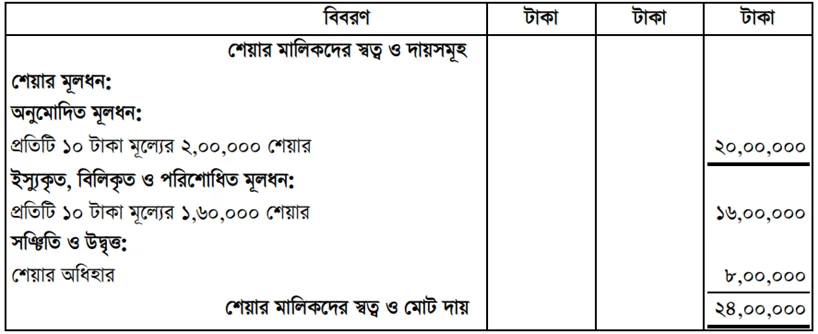 বিবরণ টাকা টাকা টাকা
শেয়ার মালিকদের স্বত্ব ও দায়সমূহ
শেয়ার মূলধন:
অনুমোদিত মূলধন:
প্রতিটি ১০ টাকা মূল্যের ২,০০,০০০ শেয়ার ২০,০০,০০০
ইস্যুকৃত, বিলিকৃত ও পরিশোধিত মূলধন:
প্রতিটি ১০ টাকা মূল্যের ১,৬০,০০০ শেয়ার ১৬,০০,০০০
সঞ্চিতি ও উদ্বৃত্ত:
শেয়ার অধিহার ৮,০০,০০০
শেয়ার মালিকদের স্বত্ব ও মোট দায় ২৪,০০,০০০